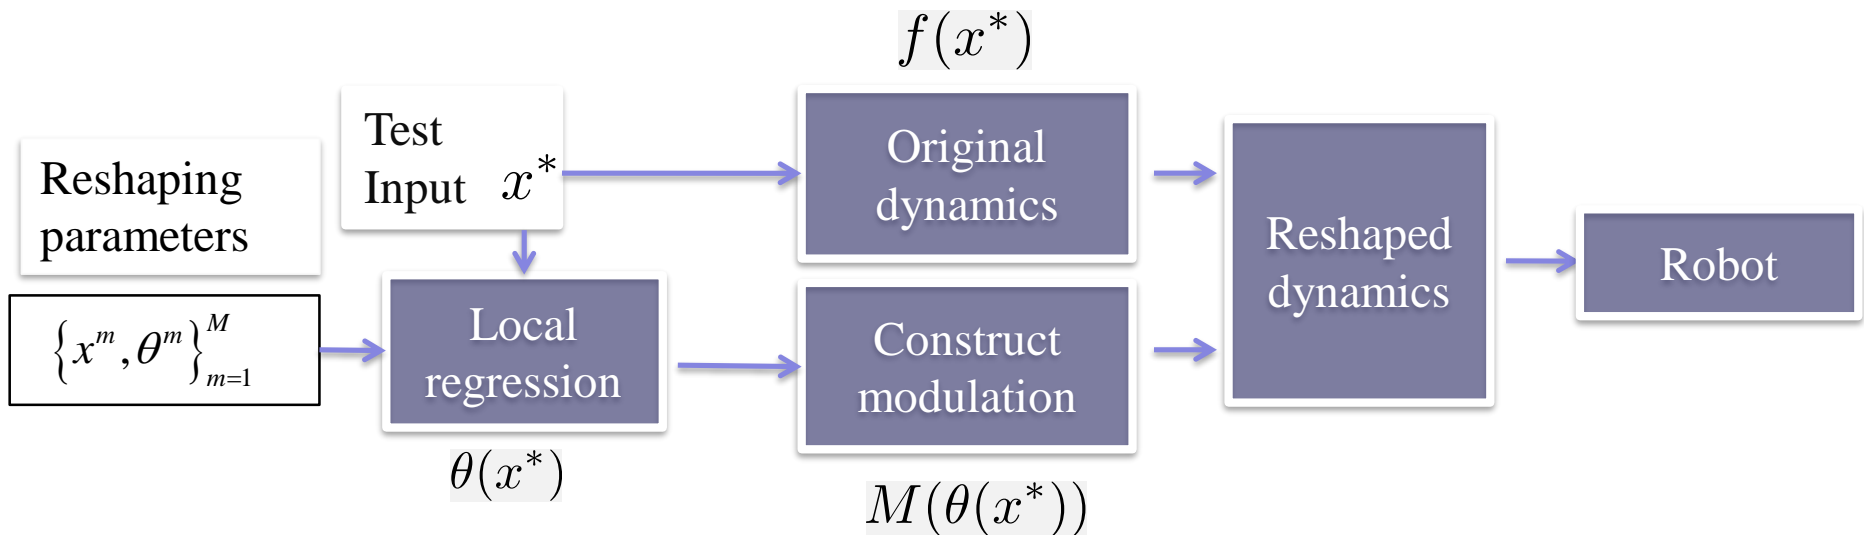 f(x*)
Test
Input x*
Reshaping
parameters
{x^m, θ^m}_{m=1}^{M}
Local
regression
θ(x*)
Original
dynamics
Construct
modulation
M(θ(x*))
Reshaped
dynamics
Robot